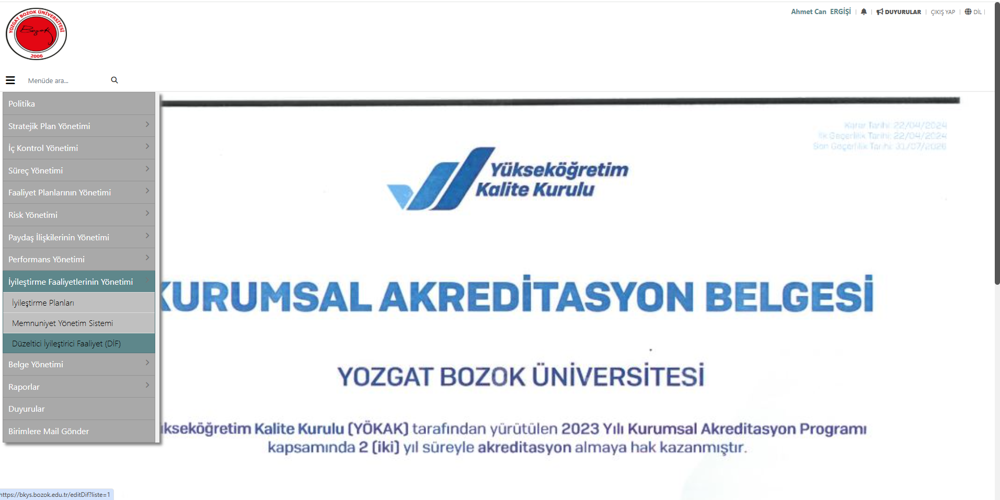 YOZGAT BOZOK ÜNİVERSİTESİ
Bozok
2006
Ahmet Can ERGİŞİ | | DUYURULAR | ÇIKIŞ YAP | DİL |
Menüde ara...
Politika
Stratejik Plan Yönetimi
İç Kontrol Yönetimi
Süreç Yönetimi
Faaliyet Planlarının Yönetimi
Risk Yönetimi
Paydaş İlişkilerinin Yönetimi
Performans Yönetimi
İyileştirme Faaliyetlerinin Yönetimi
İyileştirme Planları
Memnuniyet Yönetim Sistemi
Düzeltici İyileştirici Faaliyet (DİF)
Belge Yönetimi
Raporlar
Duyurular
Birimlere Mail Gönder
Karar Tarihi: 22/04/2024
İlk Geçerlilik Tarihi: 22/04/2024
Son Geçerlilik Tarihi: 31/07/2026
Yükseköğretim
Kalite Kurulu
KURUMSAL AKREDİTASYON BELGESİ
YOZGAT BOZOK ÜNİVERSİTESİ
kseköğretim Kalite Kurulu (YÖKAK) tarafından yürütülen 2023 Yılı Kurumsal Akreditasyon Programı
kapsamında 2 (iki) yıl süreyle akreditasyon almaya hak kazanmıştır.
https://bkys.bozok.edu.tr/editDif?liste=1